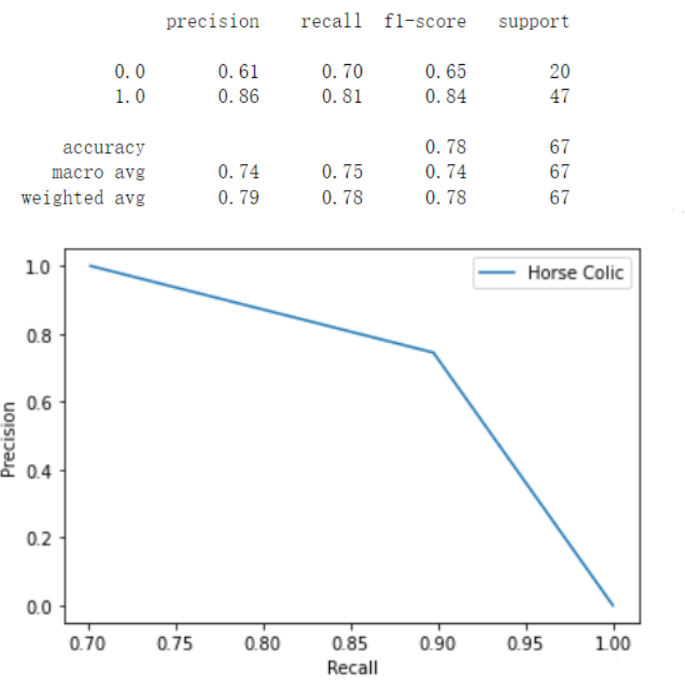 precision recall f1-score support
0.0 0.61 0.70 0.65 20
1.0 0.86 0.81 0.84 47
accuracy 0.78 67
macro avg 0.74 0.75 0.74 67
weighted avg 0.79 0.78 0.78 67
Horse Colic
1.0
0.8
0.6
0.4
0.2
0.0
Precision
0.70 0.75 0.80 0.85 0.90 0.95 1.00
Recall